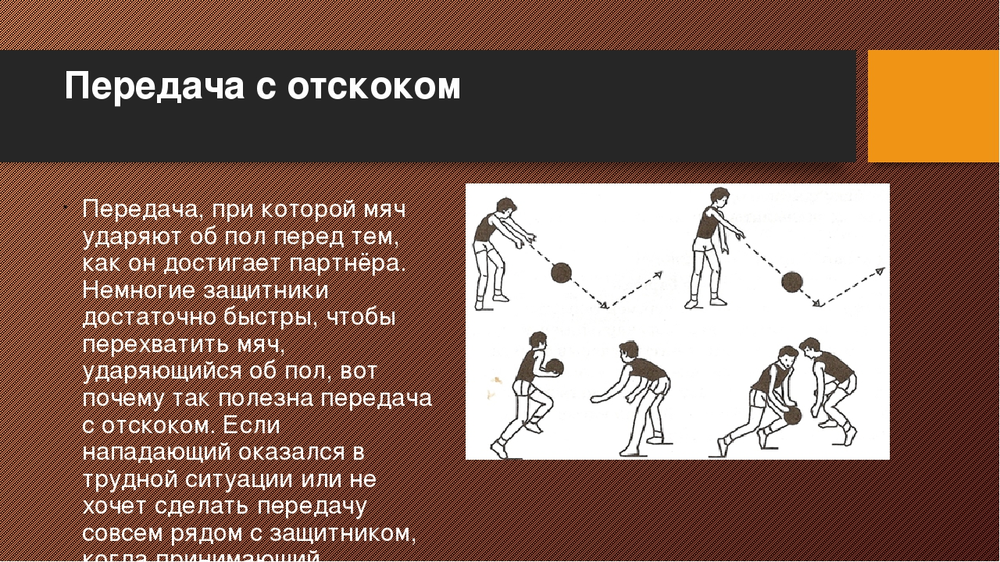 Передача с отскоком
Передача, при которой мяч
ударяют об пол перед тем,
как он достигает партнёра.
Немногие защитники
достаточно быстры, чтобы
перехватить мяч,
ударяющийся об пол, вот
почему так полезна передача
с отскоком. Если
нападающий оказался в
трудной ситуации или не
хочет сделать передачу
совсем рядом с защитником,
когда принимающий